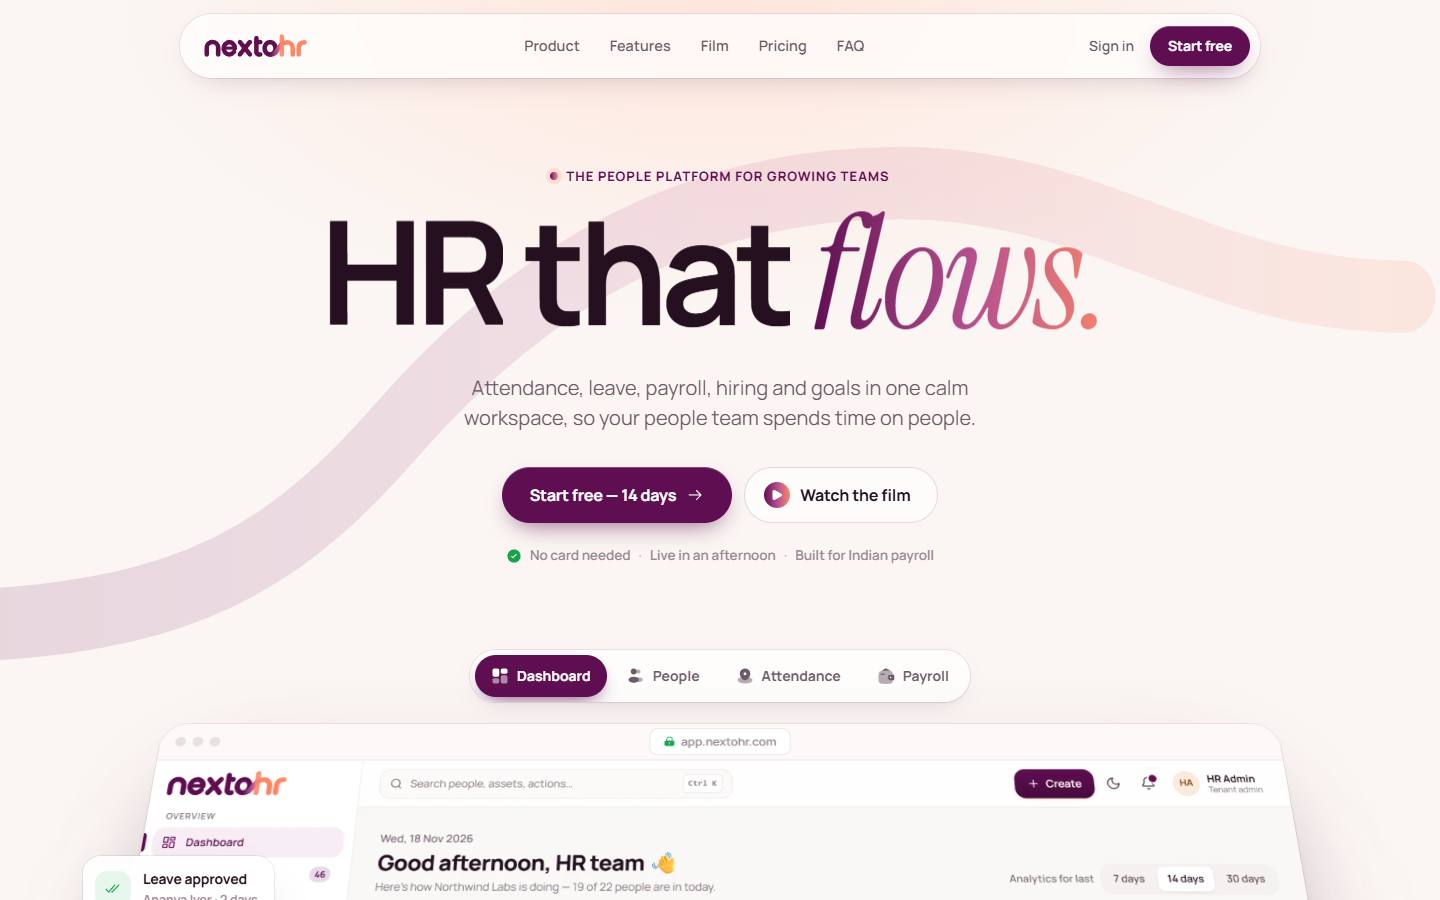 nextohr
Product Features Film Pricing FAQ
Sign in Start free
THE PEOPLE PLATFORM FOR GROWING TEAMS
HR that flows.
Attendance, leave, payroll, hiring and goals in one calm
workspace, so your people team spends time on people.
Start free — 14 days → Watch the film
No card needed · Live in an afternoon · Built for Indian payroll
Dashboard People Attendance Payroll
app.nextohr.com
nextohr
Search people, assets, actions... Ctrl K
+ Create
HA HR Admin
Tenant admin
OVERVIEW
Dashboard
46
Wed, 18 Nov 2026
Good afternoon, HR team 👋
Here's how Northwind Labs is doing — 19 of 22 people are in today.
Analytics for last 7 days 14 days 30 days
Leave approved